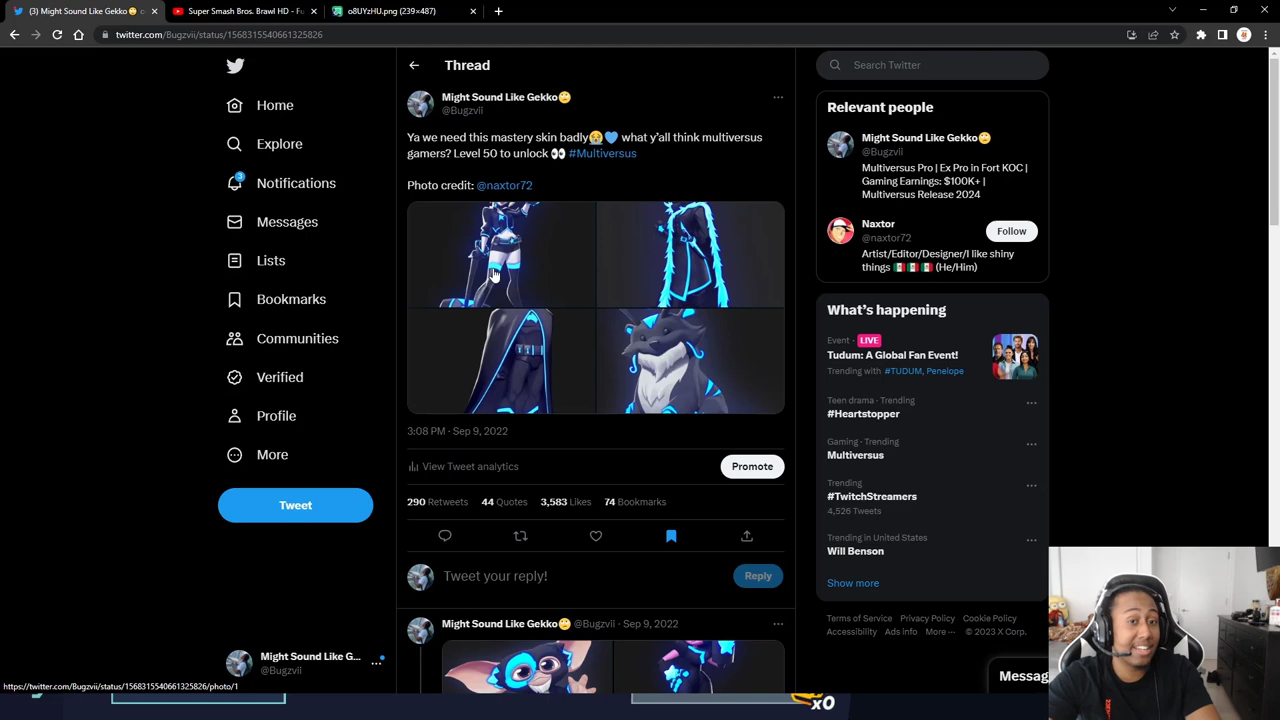 (3) Might Sound Like Gekko🙄 o
Super Smash Bros. Brawl HD - Fu
o8UYzHU.png (239×487)
twitter.com/Bugzvii/status/1568315540661325826
Home
Explore
3
Notifications
Messages
Lists
Bookmarks
Communities
Verified
Profile
More
Tweet
Might Sound Like G...
@Bugzvii
Thread
Might Sound Like Gekko🙄
@Bugzvii
Ya we need this mastery skin badly😭💙 what y'all think multiversus
gamers? Level 50 to unlock 👀 #Multiversus
Photo credit: @naxtor72
3:08 PM · Sep 9, 2022
View Tweet analytics
Promote
290 Retweets 44 Quotes 3,583 Likes 74 Bookmarks
Tweet your reply!
Reply
Might Sound Like Gekko🙄 @Bugzvii · Sep 9, 2022
Search Twitter
Relevant people
Might Sound Like Gekko🙄
@Bugzvii
Multiversus Pro | Ex Pro in Fort KOC |
Gaming Earnings: $100K+ |
Multiversus Release 2024
Naxtor
@naxtor72
Follow
Artist/Editor/Designer/I like shiny
things 🇲🇽🇲🇽🇲🇽 (He/Him)
What's happening
Event · LIVE
Tudum: A Global Fan Event!
Trending with #TUDUM, Penelope
Teen drama · Trending
#Heartstopper
Gaming · Trending
Multiversus
Trending
#TwitchStreamers
4,526 Tweets
Trending in United States
Will Benson
Show more
Terms of Service Privacy Policy Cookie Policy
Accessibility Ads info More ··· © 2023 X Corp.
Messag
https://twitter.com/Bugzvii/status/1568315540661325826/photo/1
x0